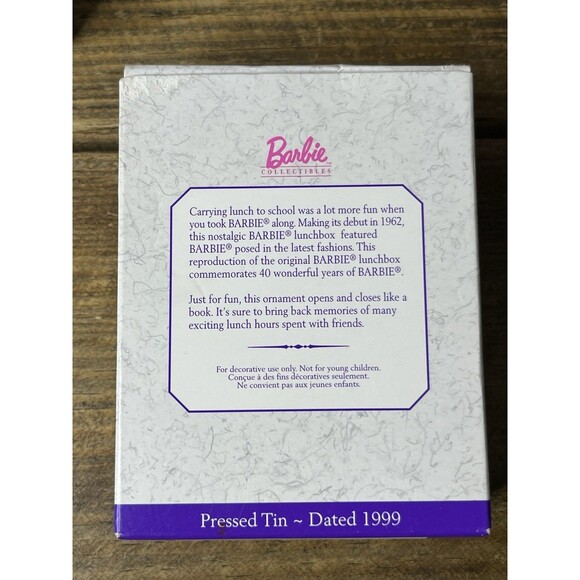 Barbie
COLLECTIBLES
Carrying lunch to school was a lot more fun when
you took BARBIE® along. Making its debut in 1962,
this nostalgic BARBIE® lunchbox featured
BARBIE® posed in the latest fashions. This
reproduction of the original BARBIE® lunchbox
commemorates 40 wonderful years of BARBIE®.
Just for fun, this ornament opens and closes like a
book. It's sure to bring back memories of many
exciting lunch hours spent with friends.
For decorative use only. Not for young children.
Conçue à des fins décoratives seulement.
Ne convient pas aux jeunes enfants.
Pressed Tin ~ Dated 1999